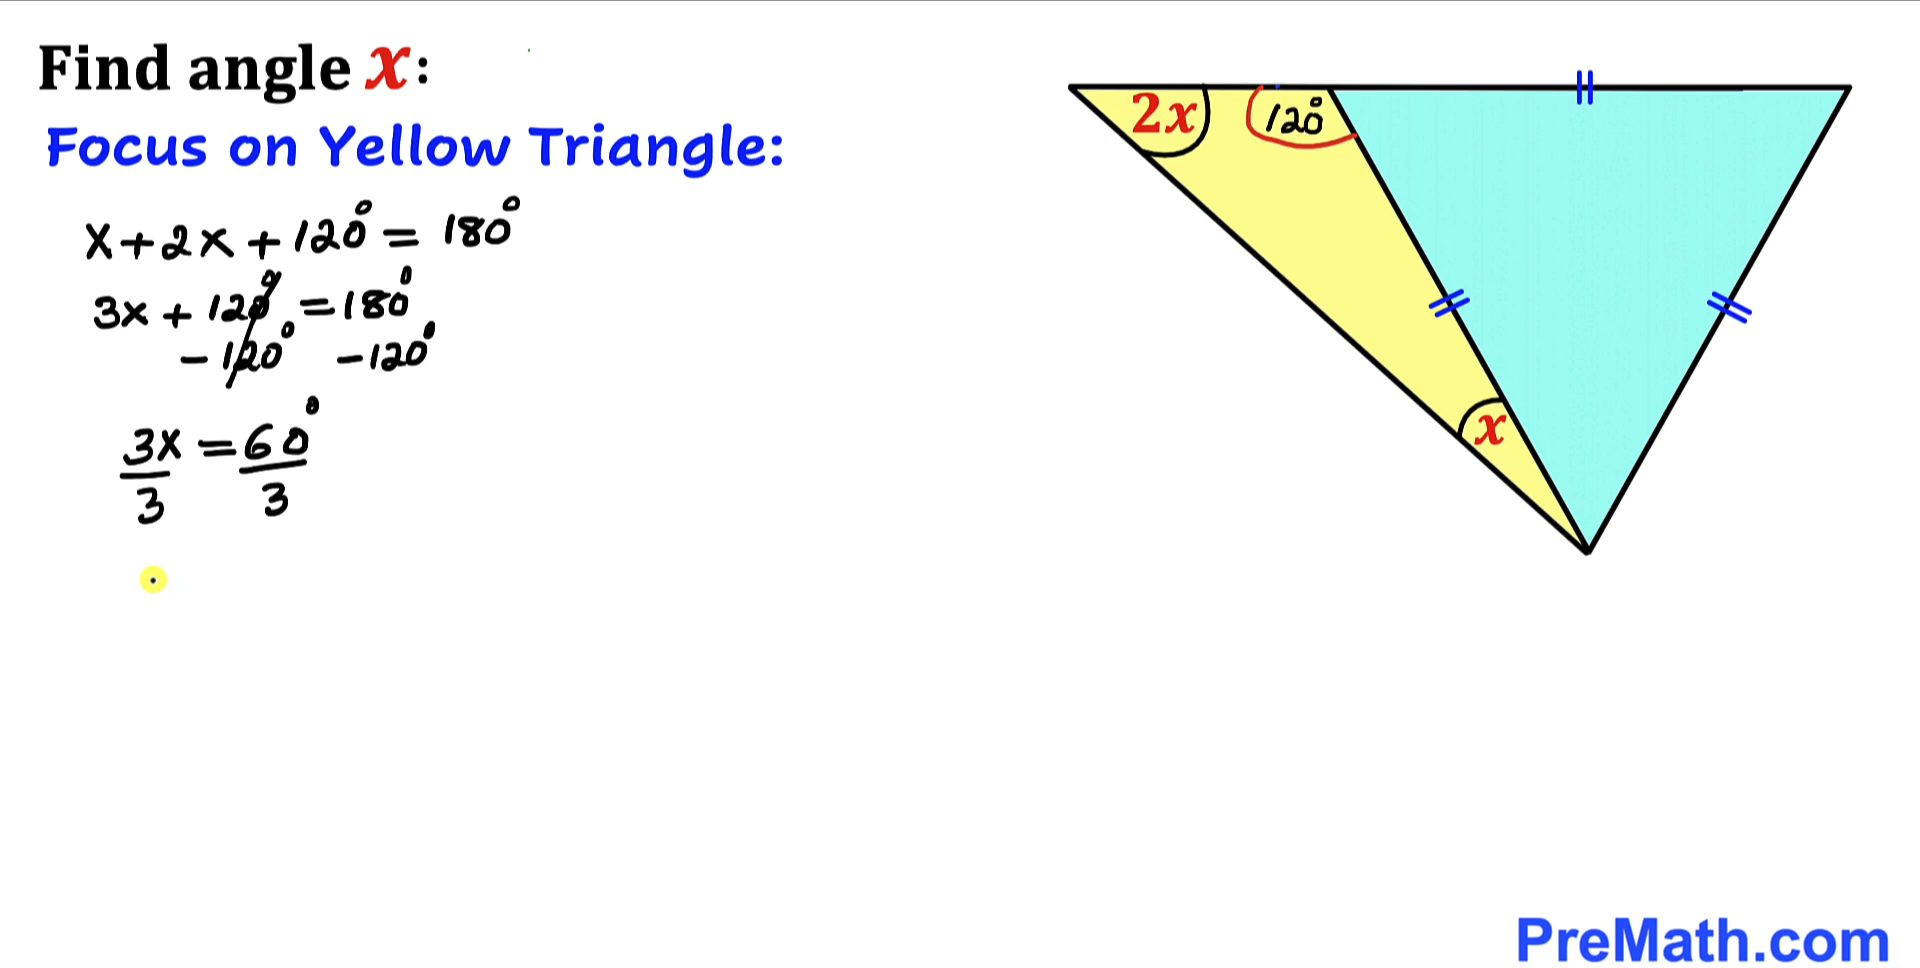 Find angle x:
Focus on Yellow Triangle:
x + 2x + 120° = 180°
3x + 120° = 180°
- 120° - 120°
3x = 60°
3 3
2x
120°
x
PreMath.com